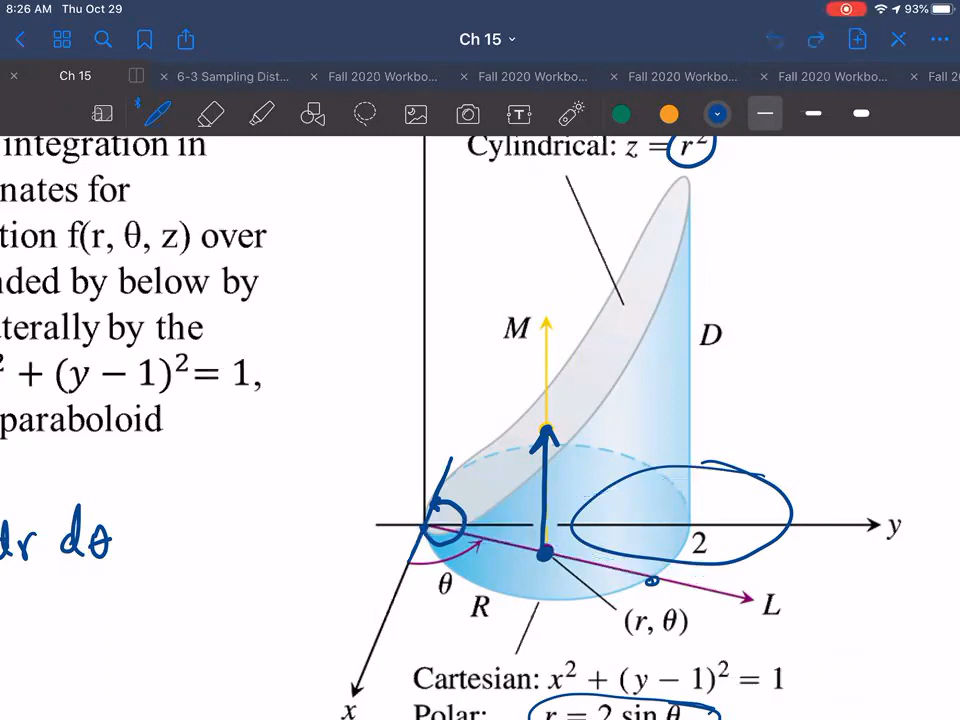 8:26 AM Thu Oct 29
93%
Ch 15
Ch 15
6-3 Sampling Dist...
Fall 2020 Workbo...
Fall 2020 Workbo...
Fall 2020 Workbo...
Fall 2020 Workbo...
Fall 2
integration in
nates for
tion f(r, θ, z) over
nded by below by
terally by the
² + (y − 1)² = 1,
paraboloid
dr dθ
Cylindrical: z = r²
M
D
y
2
θ
R
L
(r, θ)
x
Cartesian: x² + (y − 1)² = 1
Polar: r = 2 sin θ